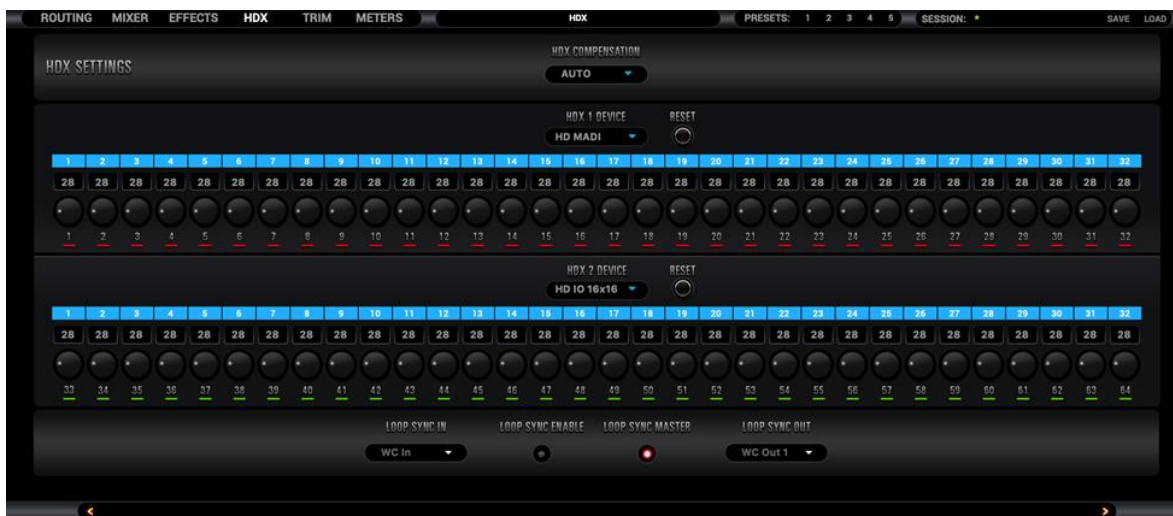 ROUTING MIXER EFFECTS HDX TRIM METERS HDX PRESETS: 1 2 3 4 5 SESSION: SAVE LOAD
HDX COMPENSATION
HDX SETTINGS
AUTO
HDX 1 DEVICE RESET
HD MADI
1 2 3 4 5 6 7 8 9 10 11 12 13 14 15 16 17 18 19 20 21 22 23 24 25 26 27 28 29 30 31 32
28 28 28 28 28 28 28 28 28 28 28 28 28 28 28 28 28 28 28 28 28 28 28 28 28 28 28 28 28 28 28 28
1 2 3 4 5 6 7 8 9 10 11 12 13 14 15 16 17 18 19 20 21 22 23 24 25 26 27 28 29 30 31 32
HDX 2 DEVICE RESET
HD IO 16x16
1 2 3 4 5 6 7 8 9 10 11 12 13 14 15 16 17 18 19 20 21 22 23 24 25 26 27 28 29 30 31 32
28 28 28 28 28 28 28 28 28 28 28 28 28 28 28 28 28 28 28 28 28 28 28 28 28 28 28 28 28 28 28 28
33 34 35 36 37 38 39 40 41 42 43 44 45 46 47 48 49 50 51 52 53 54 55 56 57 58 59 60 61 62 63 64
LOOP SYNC IN LOOP SYNC ENABLE LOOP SYNC MASTER LOOP SYNC OUT
WC In WC Out 1